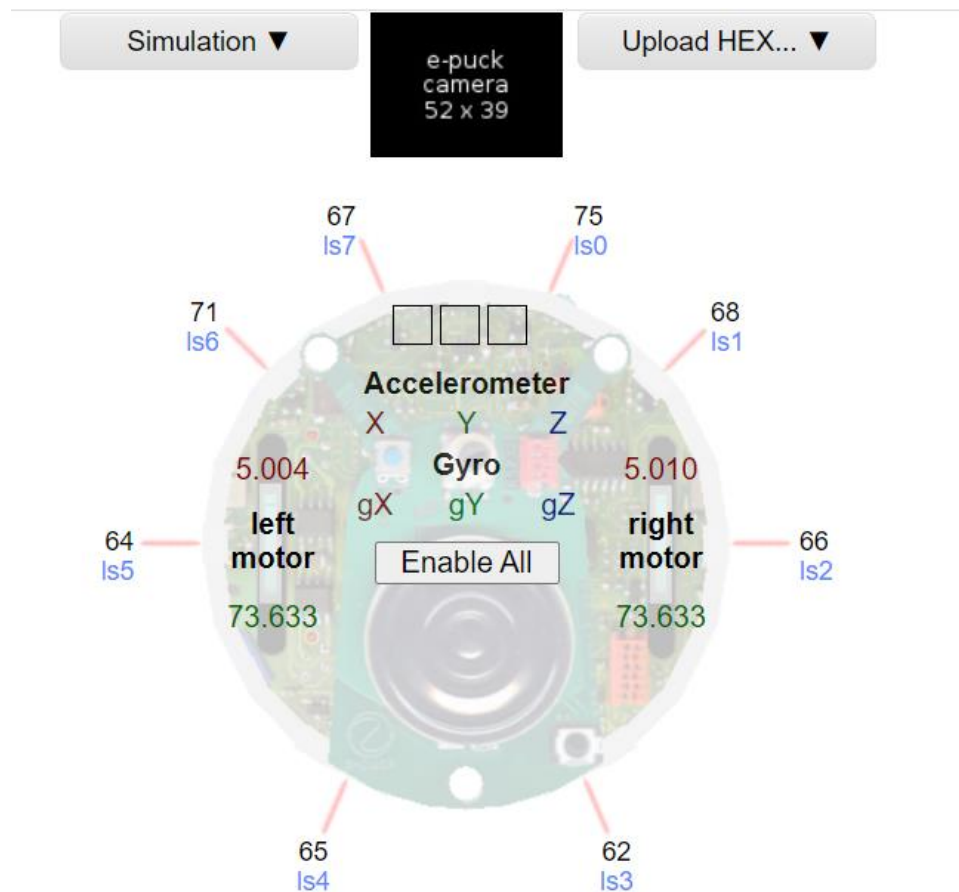 Simulation ▼
Upload HEX... ▼
e-puck
camera
52 x 39
67
ls7
75
ls0
71
ls6
68
ls1
Accelerometer
X Y Z
Gyro
gX gY gZ
5.004
left
motor
73.633
5.010
right
motor
73.633
Enable All
64
ls5
66
ls2
65
ls4
62
ls3